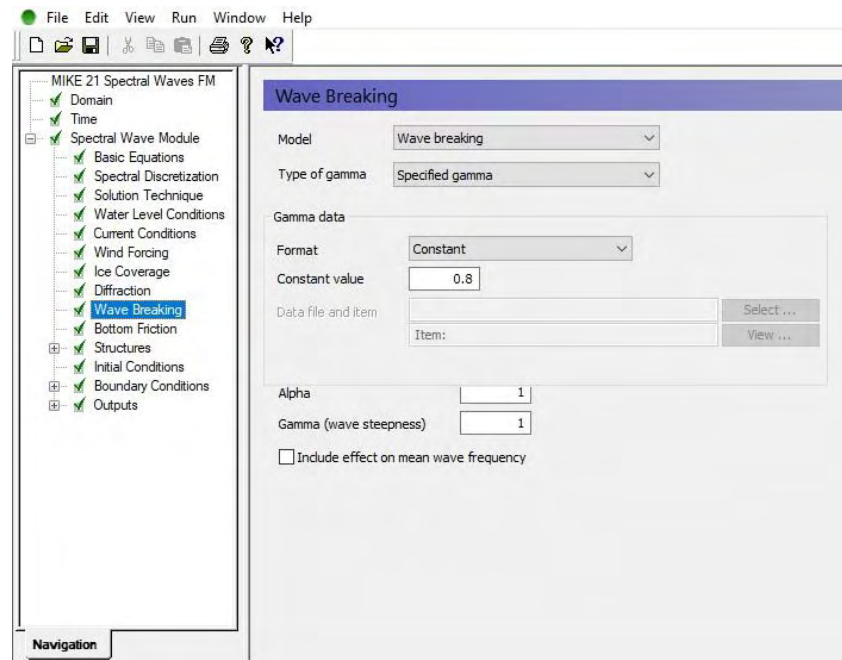 File Edit View Run Window Help
MIKE 21 Spectral Waves FM
Domain
Time
Spectral Wave Module
Basic Equations
Spectral Discretization
Solution Technique
Water Level Conditions
Current Conditions
Wind Forcing
Ice Coverage
Diffraction
Wave Breaking
Bottom Friction
Structures
Initial Conditions
Boundary Conditions
Outputs
Navigation
Wave Breaking
Model Wave breaking
Type of gamma Specified gamma
Gamma data
Format Constant
Constant value 0.8
Data file and item Select ...
Item: View ...
Alpha 1
Gamma (wave steepness) 1
Include effect on mean wave frequency